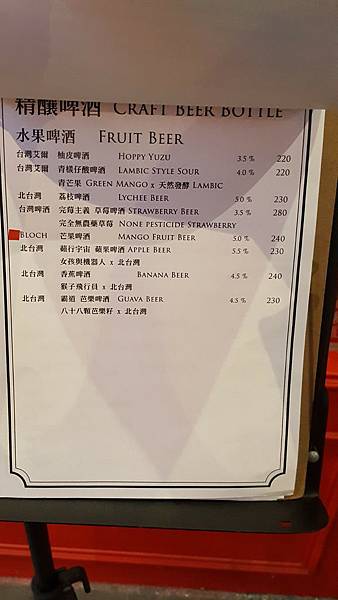 精釀啤酒 CRAFT BEER BOTTLE
水果啤酒 FRUIT BEER
台灣艾爾 柚皮啤酒 HOPPY YUZU 3.5 % 220
台灣艾爾 青檨仔酸啤酒 LAMBIC STYLE SOUR 4.0 % 220
青芒果 GREEN MANGO X 天然發酵 LAMBIC
北台灣 荔枝啤酒 LYCHEE BEER 5.0 % 230
台灣啤酒 完莓主義 草莓啤酒 STRAWBERRY BEER 3.5 % 280
完全無農藥草莓 NONE PESTICIDE STRAWBERRY
BLOCH 芒果啤酒 MANGO FRUIT BEER 5.0 % 240
北台灣 蘋行宇宙 蘋果啤酒 APPLE BEER 5.5 % 230
女孩與機器人 X 北台灣
北台灣 香蕉啤酒 BANANA BEER 4.5 % 240
猴子飛行員 X 北台灣
北台灣 霸道 芭樂啤酒 GUAVA BEER 4.5 % 230
八十八顆芭樂籽 X 北台灣